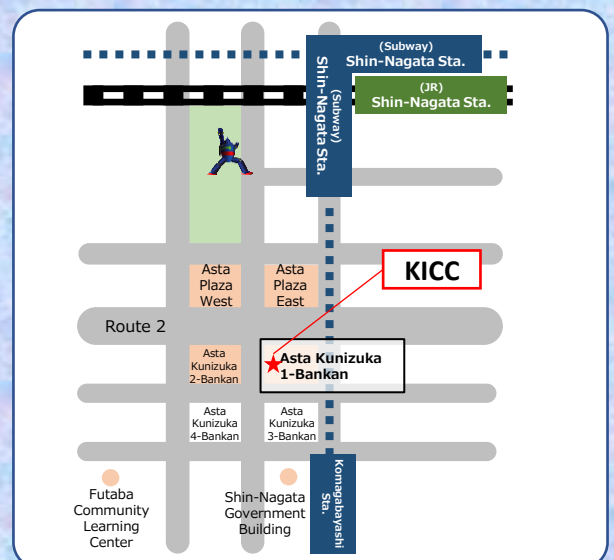 (Subway)
Shin-Nagata Sta.
(Subway)
Shin-Nagata Sta.
(JR)
Shin-Nagata Sta.
KICC
Asta
Plaza
West
Asta
Plaza
East
Route 2
Asta
Kunizuka
2-Bankan
Asta Kunizuka
1-Bankan
Asta
Kunizuka
4-Bankan
Asta
Kunizuka
3-Bankan
Futaba
Community
Learning
Center
Shin-Nagata
Government
Building
Komagabayashi
Sta.